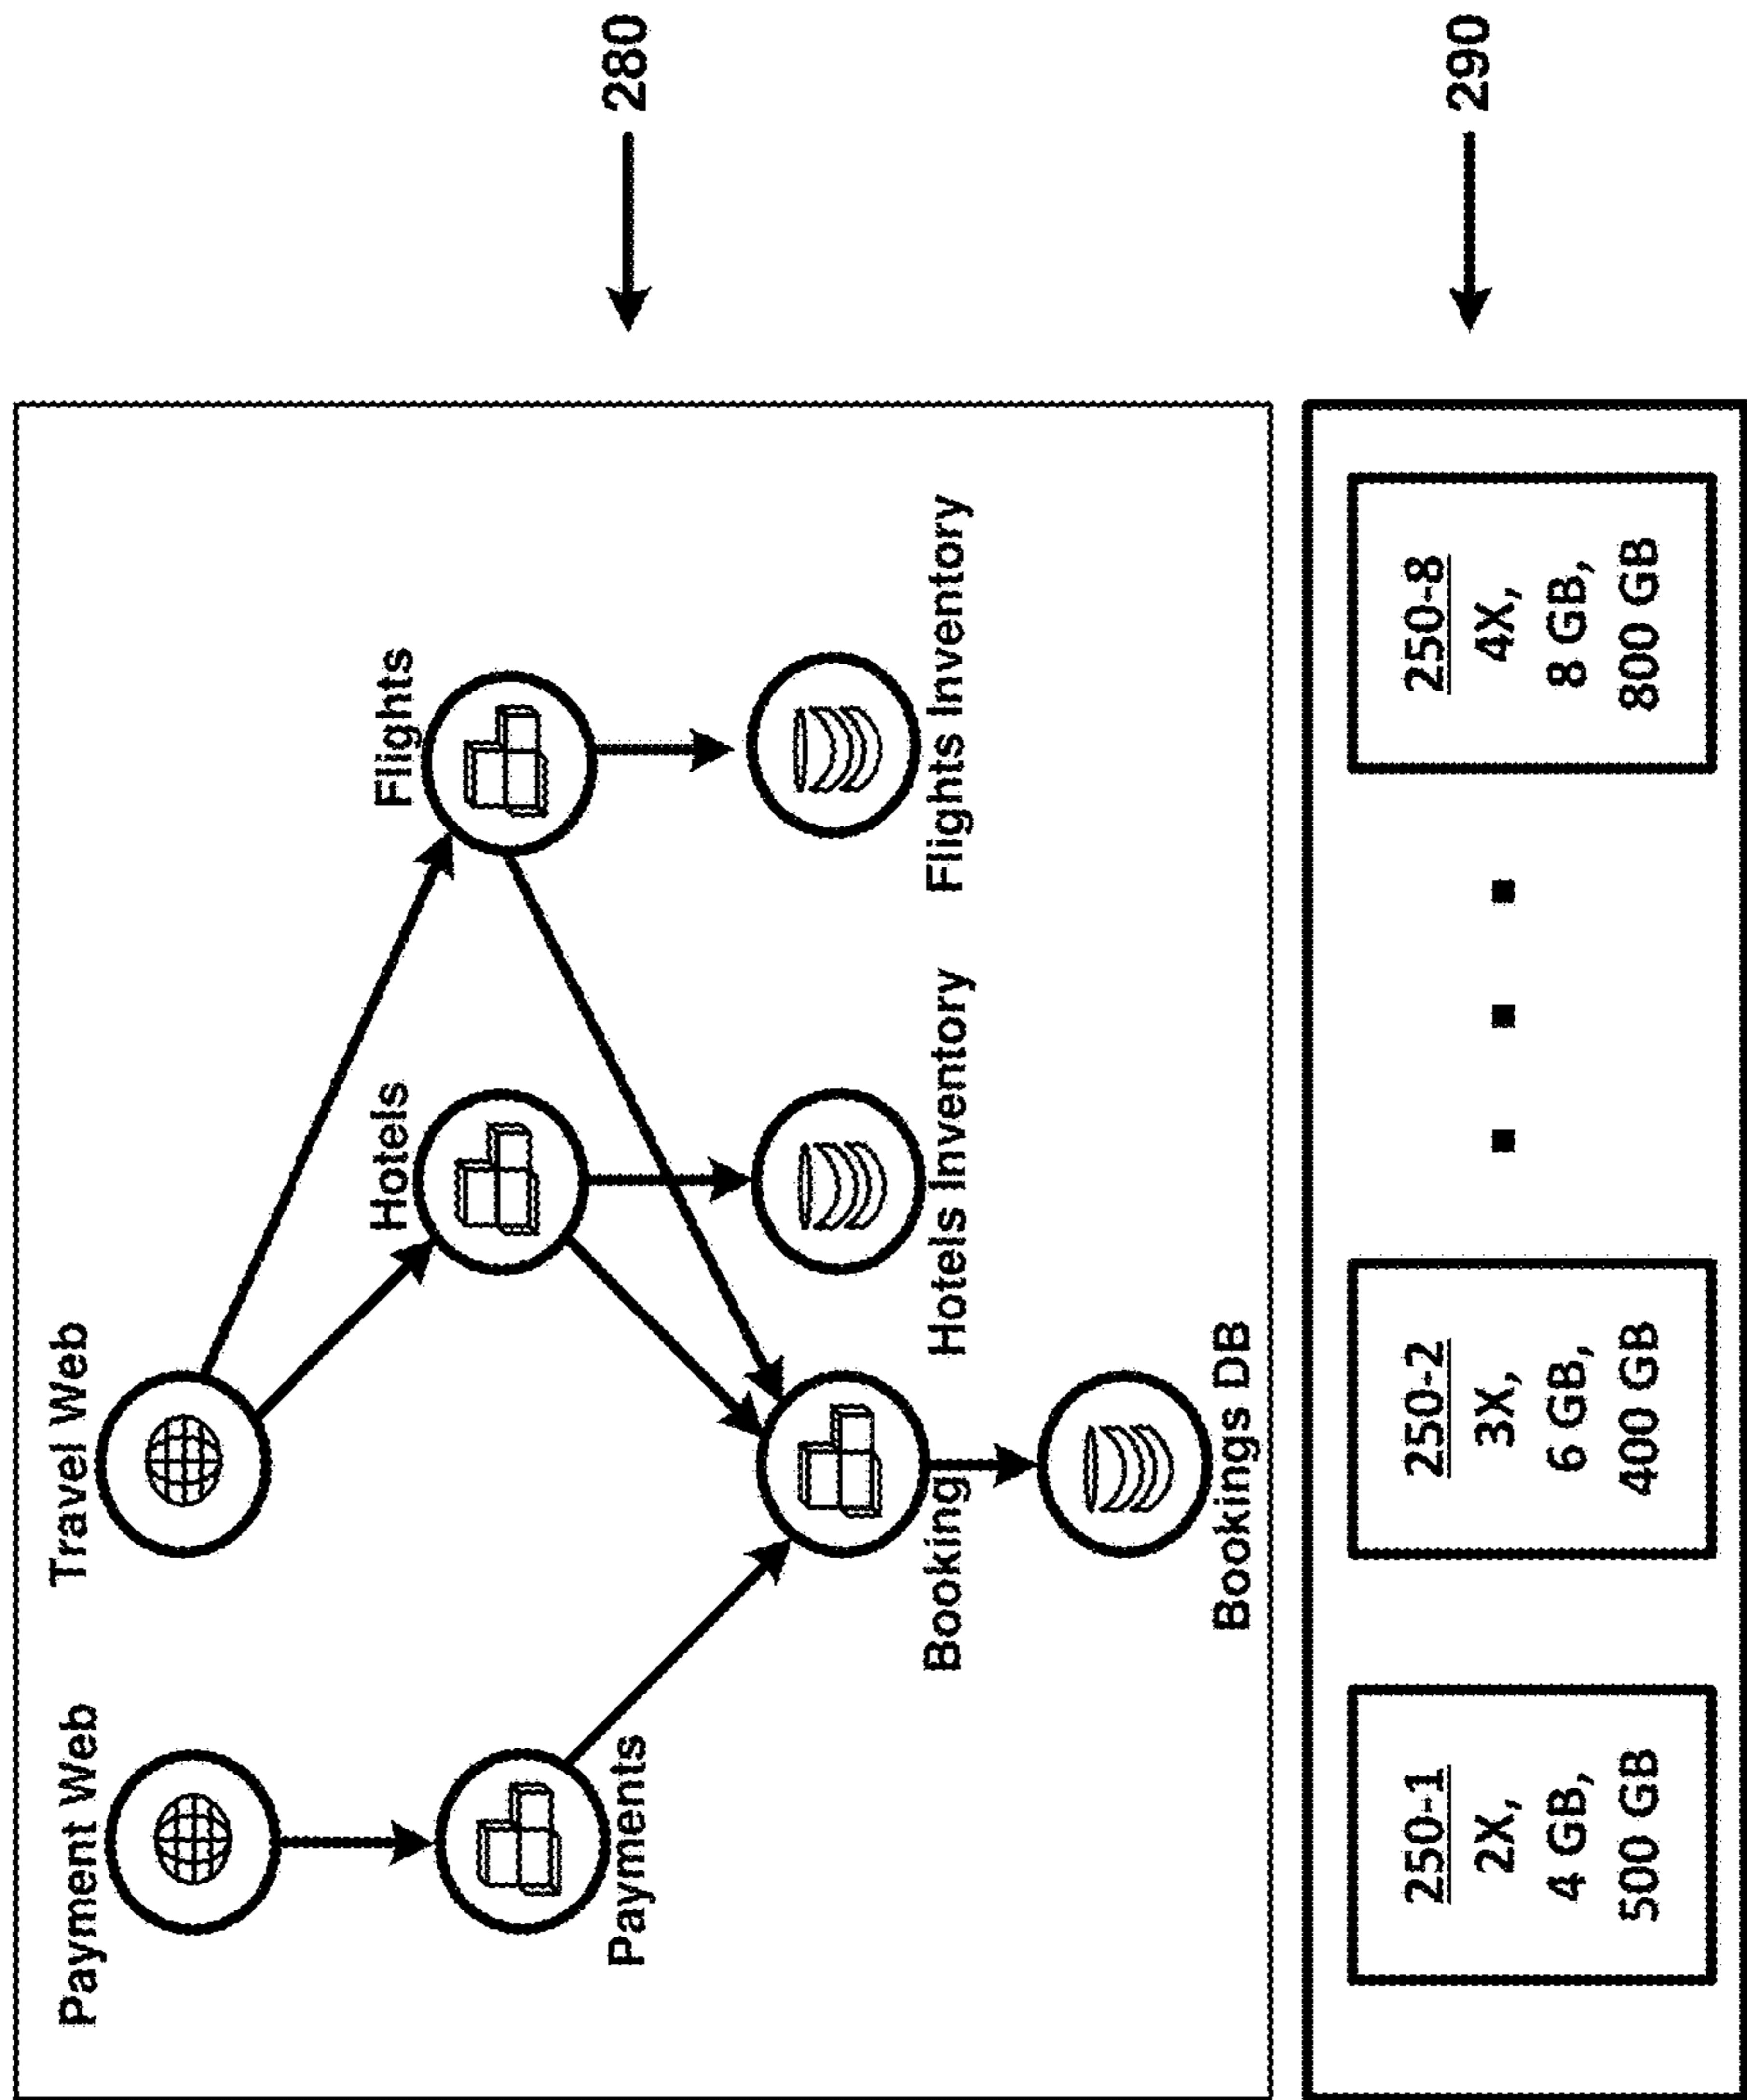 Payment Web
Travel Web
Payments
Hotels
Flights
Booking
Hotels Inventory
Flights Inventory
Bookings DB
280
250-1
2X,
4 GB,
500 GB
250-2
3X,
6 GB,
400 GB
250-8
4X,
8 GB,
800 GB
290